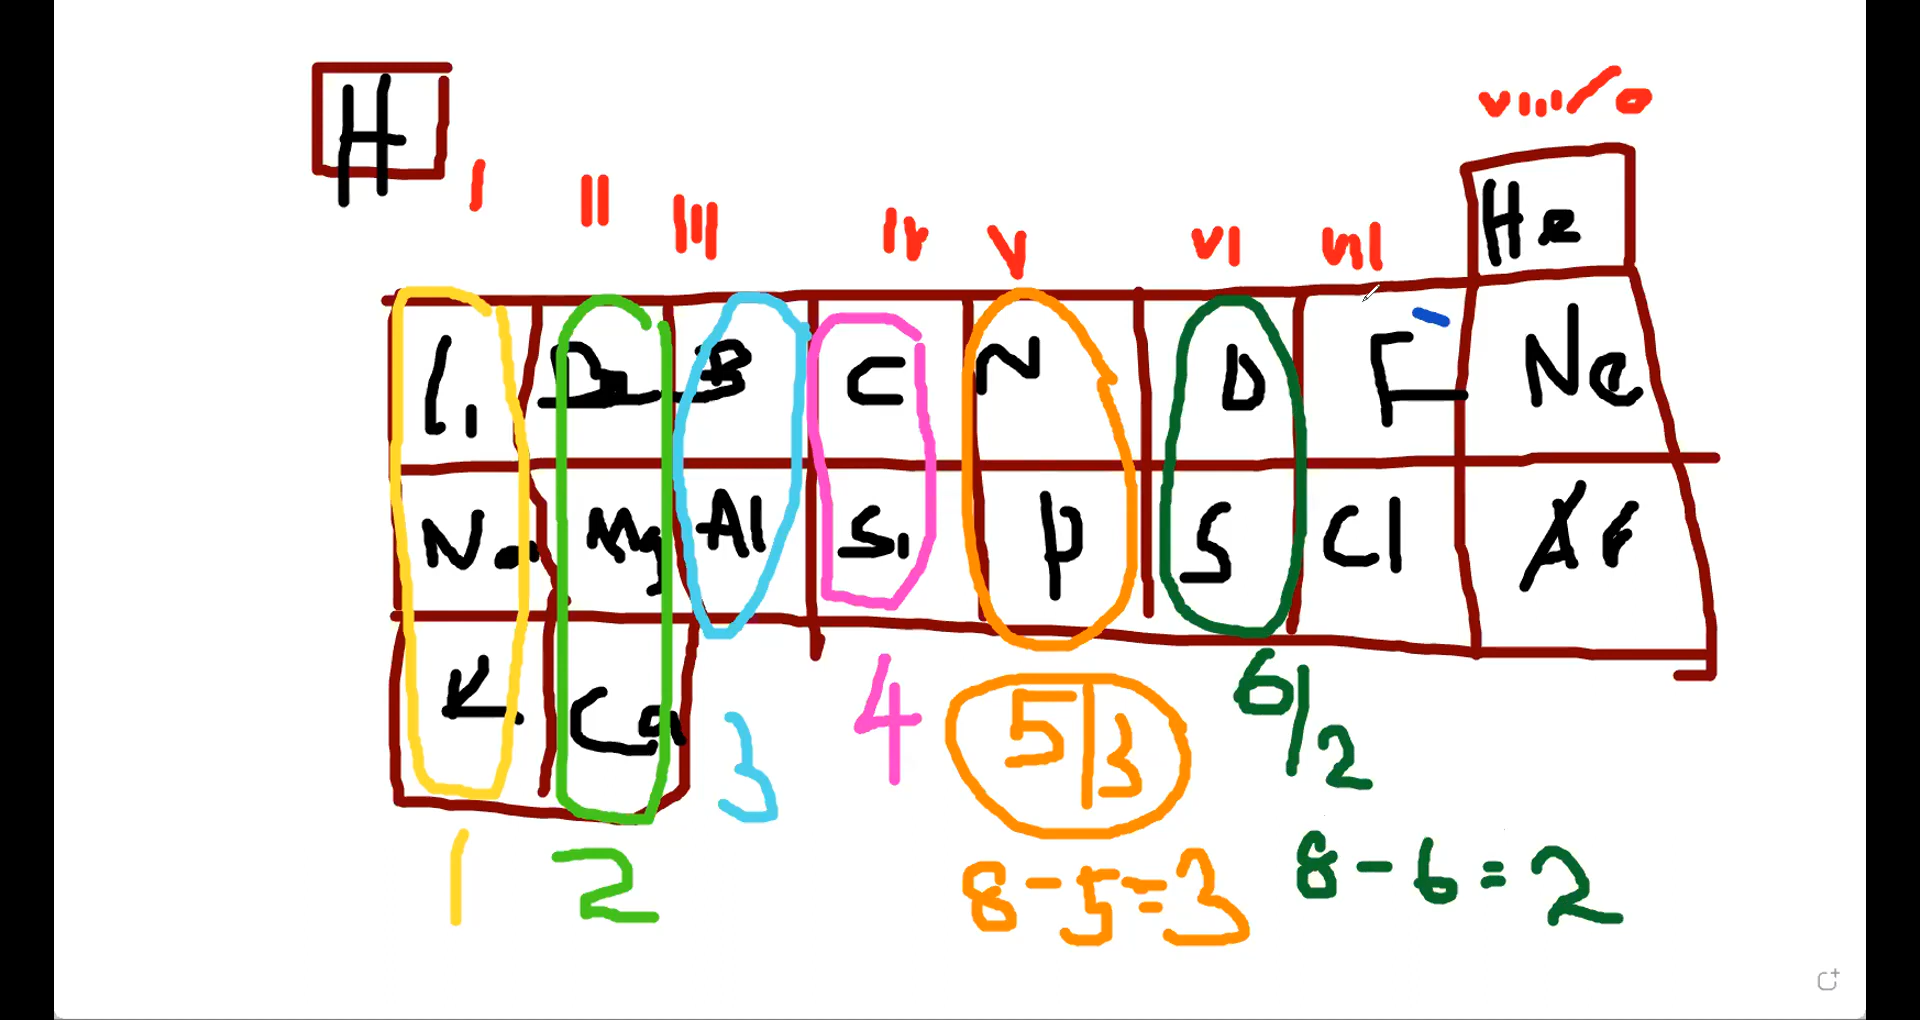 H
VIII/0
I II III IV V VI VII
He
Li Be B C N O F Ne
Na Mg Al Si P S Cl Ar
K Ca
1 2 3 4 5/3 6/2
8-5=3
8-6=2